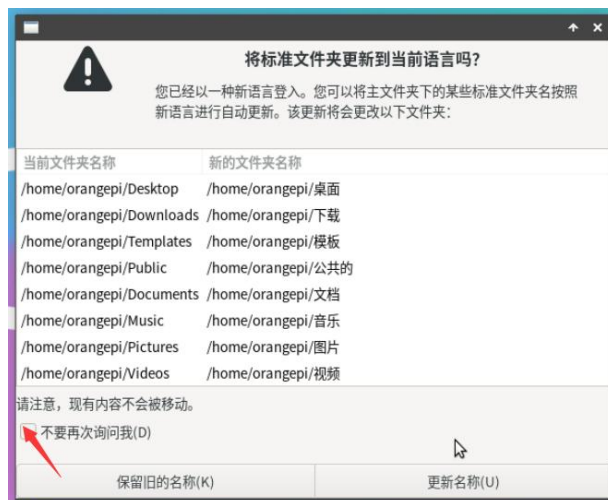 将标准文件夹更新到当前语言吗?
您已经以一种新语言登入。您可以将主文件夹下的某些标准文件夹名按照
新语言进行自动更新。该更新将会更改以下文件夹:
当前文件夹名称 新的文件夹名称
/home/orangepi/Desktop /home/orangepi/桌面
/home/orangepi/Downloads /home/orangepi/下载
/home/orangepi/Templates /home/orangepi/模板
/home/orangepi/Public /home/orangepi/公共的
/home/orangepi/Documents /home/orangepi/文档
/home/orangepi/Music /home/orangepi/音乐
/home/orangepi/Pictures /home/orangepi/图片
/home/orangepi/Videos /home/orangepi/视频
请注意，现有内容不会被移动。
不要再次询问我(D)
保留旧的名称(K) 更新名称(U)